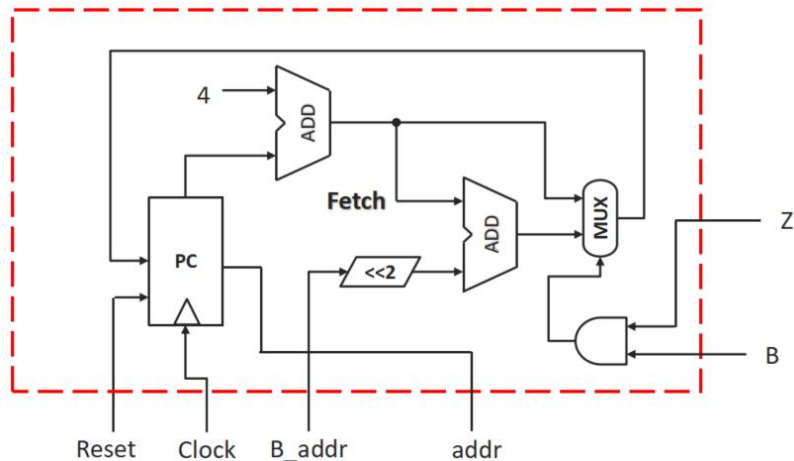 4
ADD
Fetch
ADD
MUX
Z
PC
<<2
B
Reset
Clock
B_addr
addr